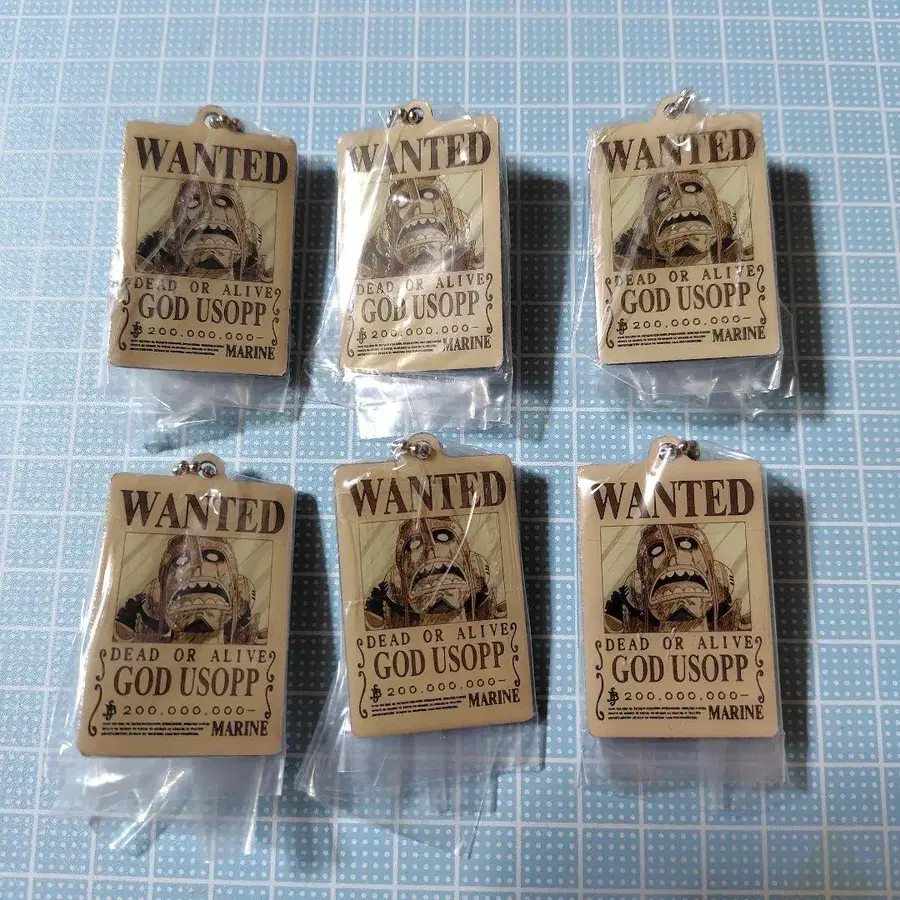 WANTED
DEAD OR ALIVE
GOD USOPP
฿200,000,000-
MARINE
WANTED
DEAD OR ALIVE
GOD USOPP
฿200,000,000-
MARINE
WANTED
DEAD OR ALIVE
GOD USOPP
฿200,000,000-
MARINE
WANTED
DEAD OR ALIVE
GOD USOPP
฿200,000,000-
MARINE
WANTED
DEAD OR ALIVE
GOD USOPP
฿200,000,000-
MARINE
WANTED
DEAD OR ALIVE
GOD USOPP
฿200,000,000-
MARINE